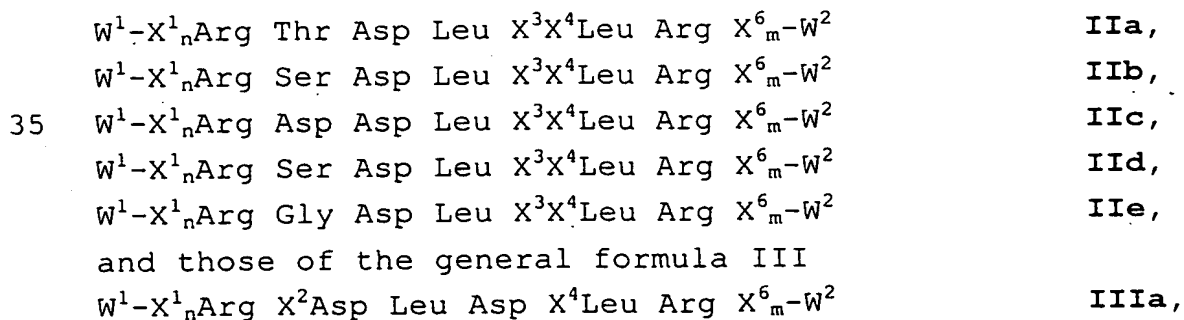 W¹-X¹ₙArg Thr Asp Leu X³X⁴Leu Arg X⁶ₘ-W² IIa,
W¹-X¹ₙArg Ser Asp Leu X³X⁴Leu Arg X⁶ₘ-W² IIb,
35 W¹-X¹ₙArg Asp Asp Leu X³X⁴Leu Arg X⁶ₘ-W² IIc,
W¹-X¹ₙArg Ser Asp Leu X³X⁴Leu Arg X⁶ₘ-W² IId,
W¹-X¹ₙArg Gly Asp Leu X³X⁴Leu Arg X⁶ₘ-W² IIe,
and those of the general formula III
W¹-X¹ₙArg X²Asp Leu Asp X⁴Leu Arg X⁶ₘ-W² IIIa,